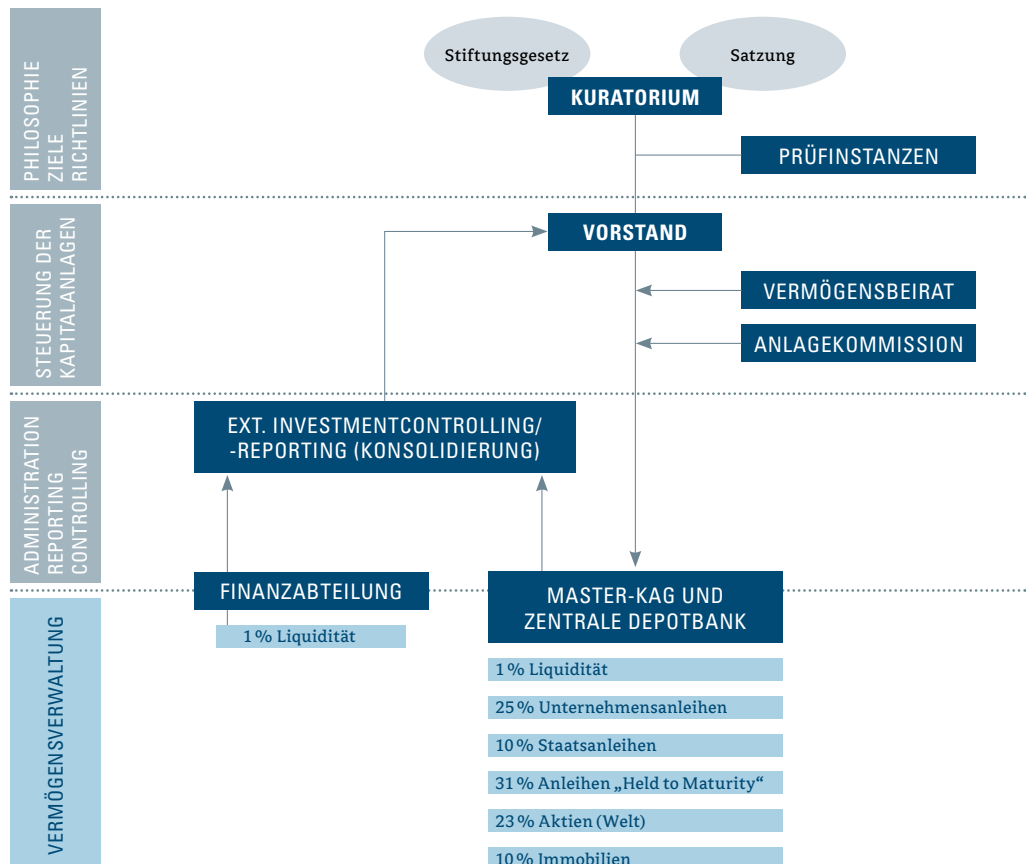 PHILOSOPHIE
ZIELE
RICHTLINIEN
Stiftungsgesetz
Satzung
KURATORIUM
PRÜFINSTANZEN
STEUERUNG DER
KAPITALANLAGEN
VORSTAND
VERMÖGENSBEIRAT
ANLAGEKOMMISSION
ADMINISTRATION
REPORTING
CONTROLLING
EXT. INVESTMENTCONTROLLING/
-REPORTING (KONSOLIDIERUNG)
FINANZABTEILUNG
1 % Liquidität
MASTER-KAG UND
ZENTRALE DEPOTBANK
VERMÖGENSVERWALTUNG
1 % Liquidität
25 % Unternehmensanleihen
10 % Staatsanleihen
31 % Anleihen „Held to Maturity“
23 % Aktien (Welt)
10 % Immobilien